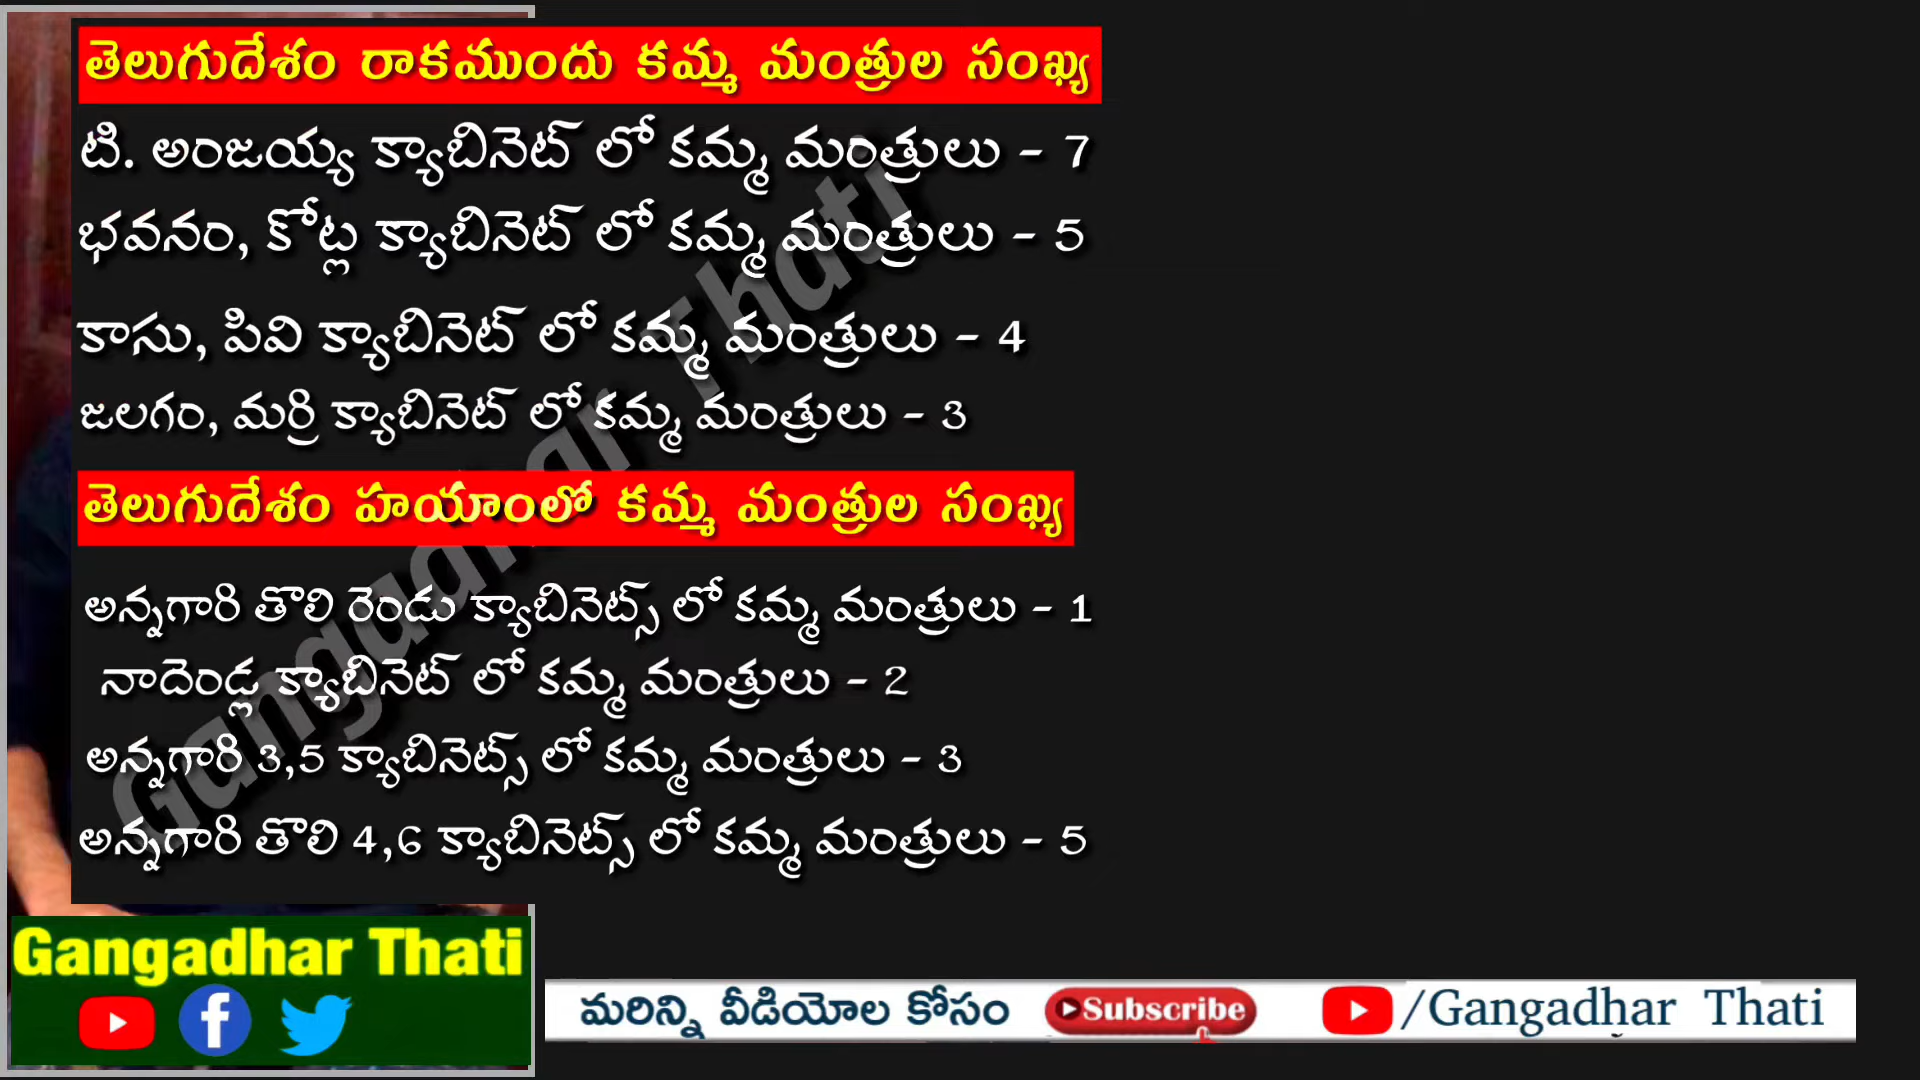 తెలుగుదేశం రాకముందు కమ్మ మంత్రుల సంఖ్య
టి. అంజయ్య క్యాబినెట్ లో కమ్మ మంత్రులు - 7
భవనం, కోట్ల క్యాబినెట్ లో కమ్మ మంత్రులు - 5
కాసు, పివి క్యాబినెట్ లో కమ్మ మంత్రులు - 4
జలగం, మర్రి క్యాబినెట్ లో కమ్మ మంత్రులు - 3
తెలుగుదేశం హయాంలో కమ్మ మంత్రుల సంఖ్య
అన్నగారి తొలి రెండు క్యాబినెట్స్ లో కమ్మ మంత్రులు - 1
నాదెండ్ల క్యాబినెట్ లో కమ్మ మంత్రులు - 2
అన్నగారి 3,5 క్యాబినెట్స్ లో కమ్మ మంత్రులు - 3
అన్నగారి తొలి 4,6 క్యాబినెట్స్ లో కమ్మ మంత్రులు - 5
Gangadhar Thati
Gangadhar Thati
మరిన్ని వీడియోల కోసం Subscribe /Gangadhar Thati